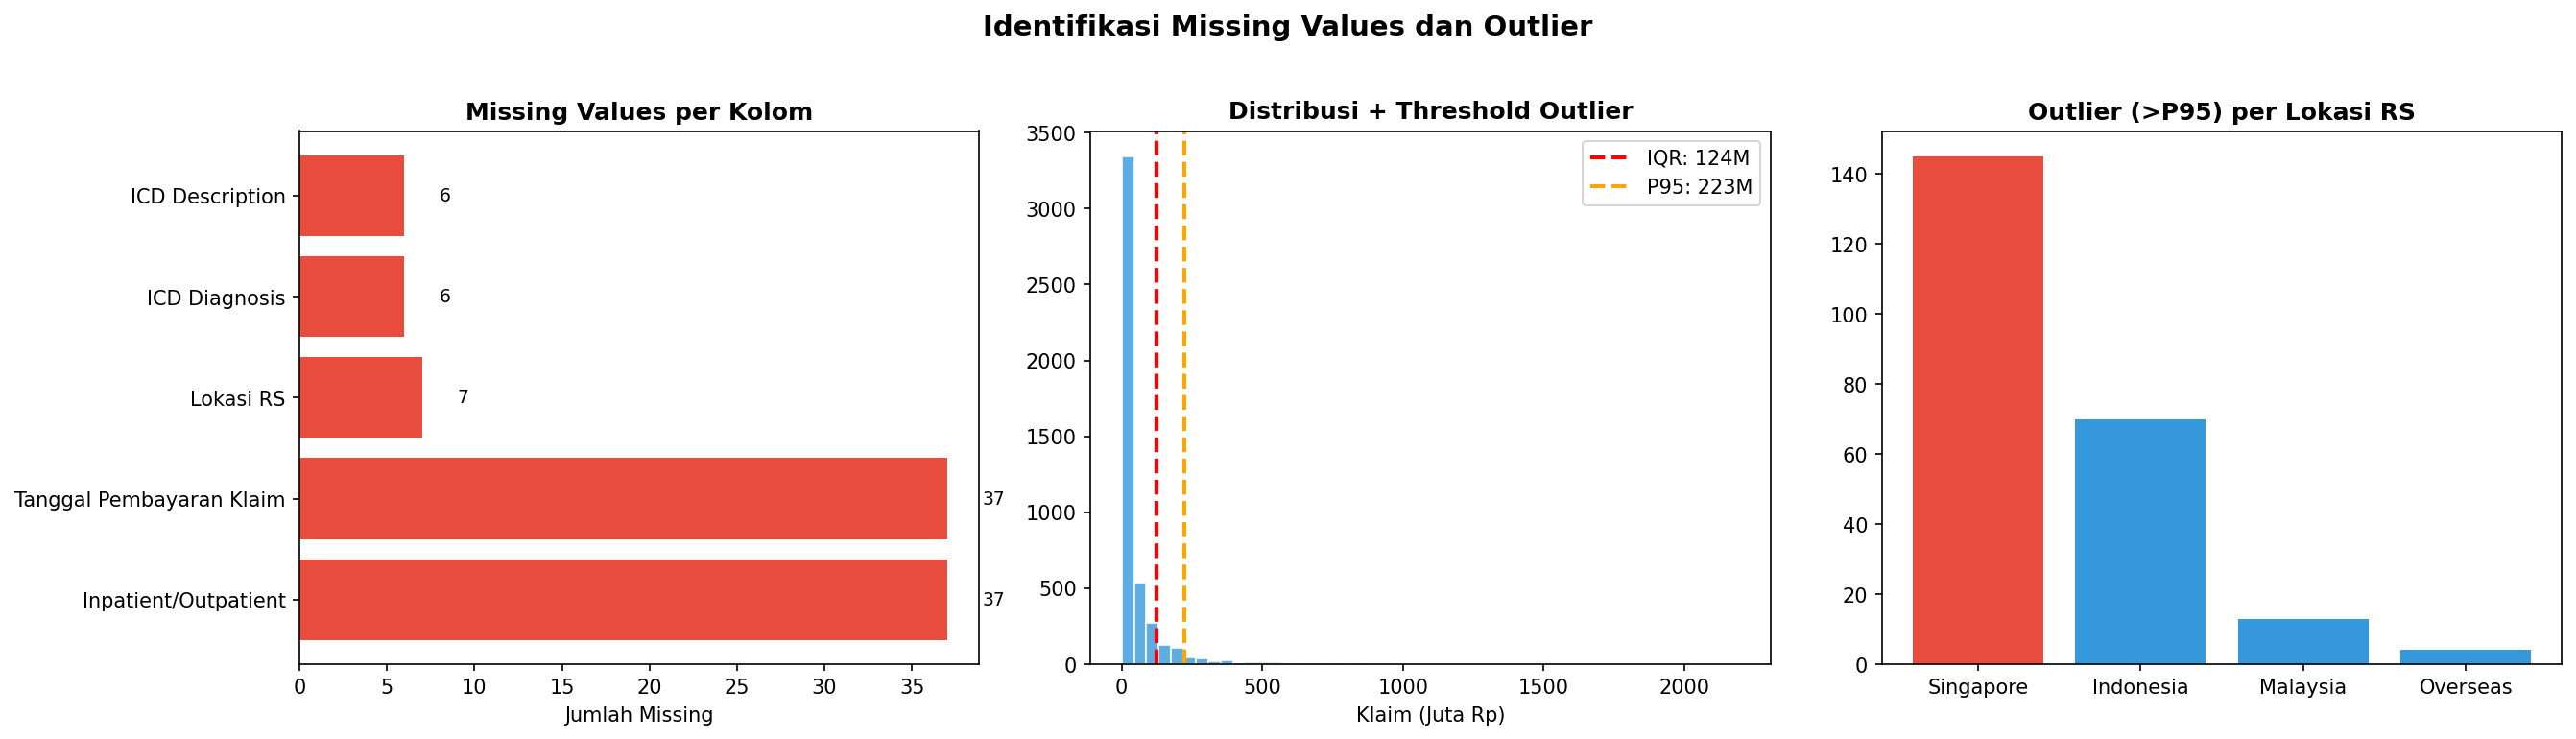 Identifikasi Missing Values dan Outlier
Missing Values per Kolom
ICD Description
6
ICD Diagnosis
6
Lokasi RS
7
Tanggal Pembayaran Klaim
37
Inpatient/Outpatient
37
0 5 10 15 20 25 30 35
Jumlah Missing
Distribusi + Threshold Outlier
IQR: 124M
P95: 223M
3500
3000
2500
2000
1500
1000
500
0
0 500 1000 1500 2000
Klaim (Juta Rp)
Outlier (>P95) per Lokasi RS
140
120
100
80
60
40
20
0
Singapore Indonesia Malaysia Overseas